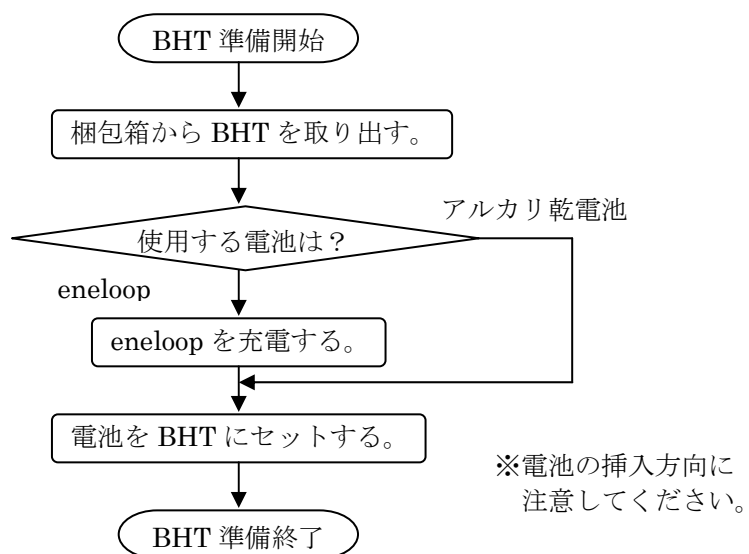 BHT 準備開始
梱包箱から BHT を取り出す。
アルカリ乾電池
使用する電池は？
eneloop
eneloop を充電する。
電池を BHT にセットする。
※電池の挿入方向に
注意してください。
BHT 準備終了